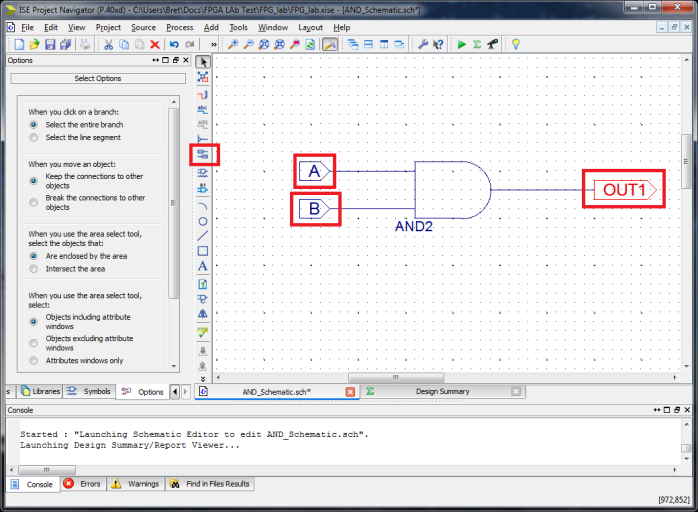 ISE Project Navigator (P.40xd) - C:\Users\Bret\Docs\FPGA LAb Test\FPG_lab\FPG_lab.xise - [AND_Schematic.sch*]
File Edit View Project Source Process Add Tools Window Layout Help
Options
Select Options
When you click on a branch:
Select the entire branch
Select the line segment
When you move an object:
Keep the connections to other
objects
Break the connections to other
objects
When you use the area select tool,
select the objects that:
Are enclosed by the area
Intersect the area
When you use the area select tool,
select:
Objects including attribute
windows
Objects excluding attribute
windows
Attributes windows only
A
B
AND2
OUT1
s Libraries Symbols Options
AND_Schematic.sch*
Design Summary
Console
Started : "Launching Schematic Editor to edit AND_Schematic.sch".
Launching Design Summary/Report Viewer...
Console Errors Warnings Find in Files Results
[972,852]